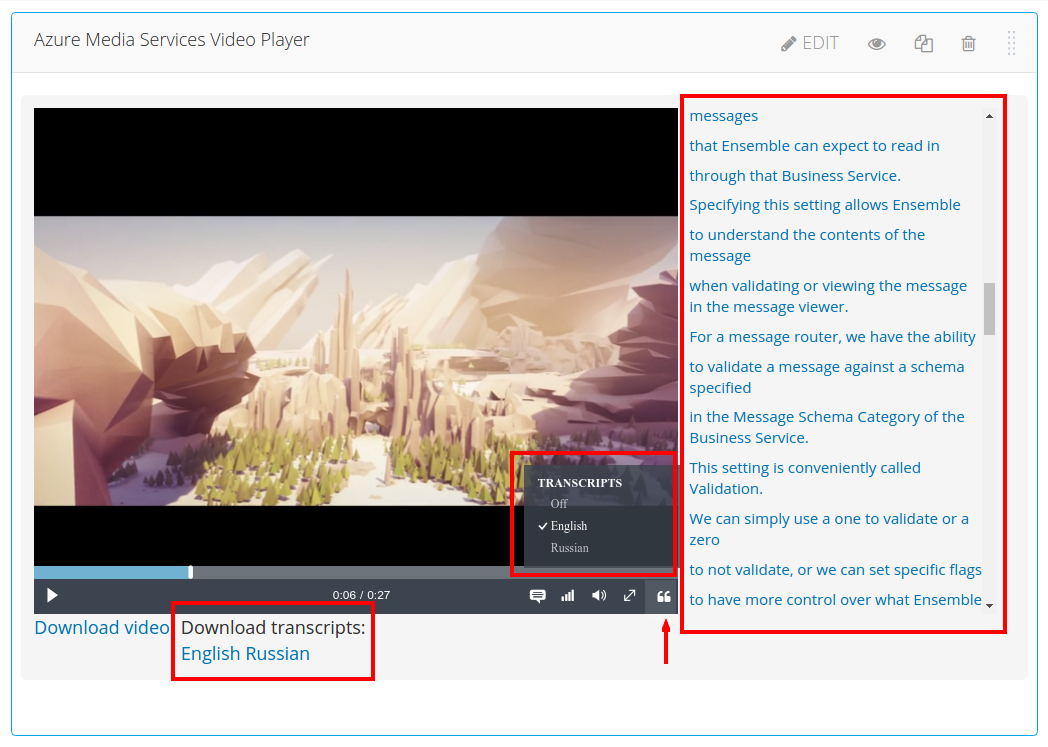 Azure Media Services Video Player
EDIT
messages
that Ensemble can expect to read in
through that Business Service.
Specifying this setting allows Ensemble
to understand the contents of the
message
when validating or viewing the message
in the message viewer.
For a message router, we have the ability
to validate a message against a schema
specified
in the Message Schema Category of the
Business Service.
This setting is conveniently called
Validation.
We can simply use a one to validate or a
zero
to not validate, or we can set specific flags
to have more control over what Ensemble
TRANSCRIPTS
Off
English
Russian
0:06 / 0:27
Download video
Download transcripts:
English Russian